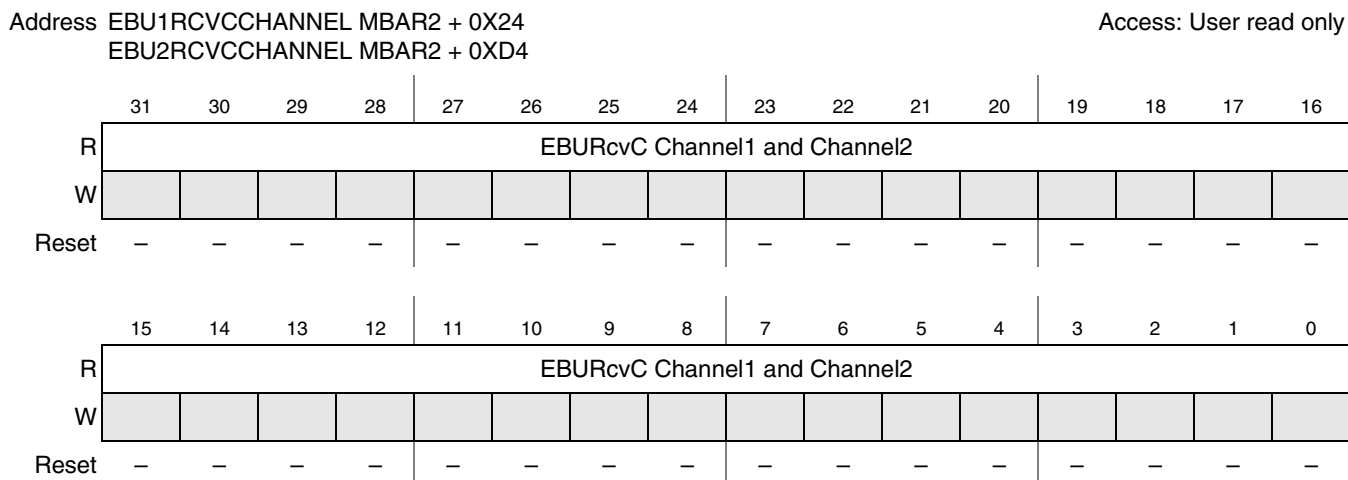 Address EBU1RCVCCHANNEL MBAR2 + 0X24 Access: User read only
EBU2RCVCCHANNEL MBAR2 + 0XD4
31 30 29 28 27 26 25 24 23 22 21 20 19 18 17 16
R EBURcvC Channel1 and Channel2
W
Reset – – – – – – – – – – – – – – – –
15 14 13 12 11 10 9 8 7 6 5 4 3 2 1 0
R EBURcvC Channel1 and Channel2
W
Reset – – – – – – – – – – – – – – – –